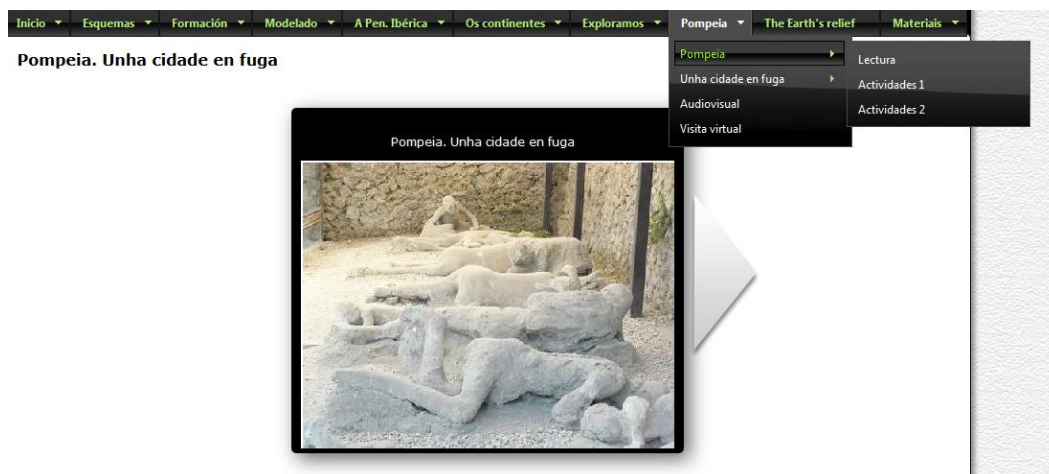 Inicio Esquemas Formación Modelado A Pen. Ibérica Os continentes Exploramos Pompeia The Earth's relief Materiais
Pompeia. Unha cidade en fuga
Pompeia
Unha cidade en fuga
Audiovisual
Visita virtual
Lectura
Actividades 1
Actividades 2
Pompeia. Unha cidade en fuga